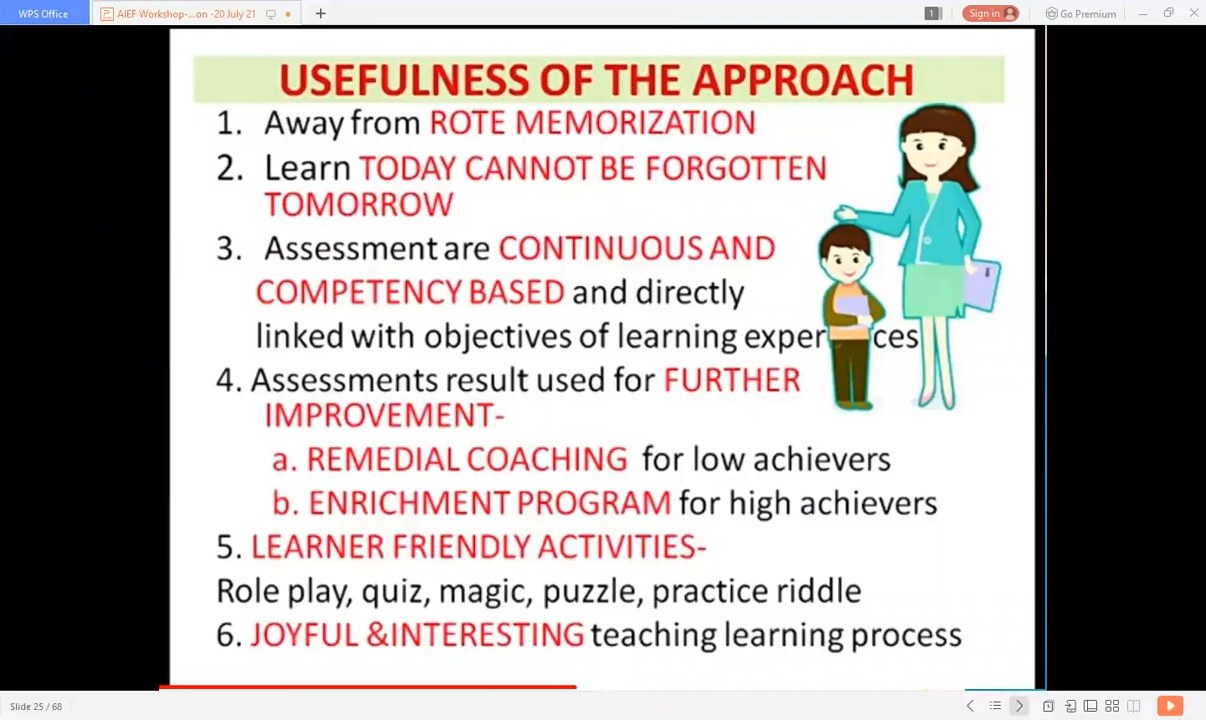 WPS Office
AIEF Workshop-...on -20 July 21
1
Sign in
Go Premium
USEFULNESS OF THE APPROACH
1. Away from ROTE MEMORIZATION
2. Learn TODAY CANNOT BE FORGOTTEN
TOMORROW
3. Assessment are CONTINUOUS AND
COMPETENCY BASED and directly
linked with objectives of learning exper ces
4. Assessments result used for FURTHER
IMPROVEMENT-
a. REMEDIAL COACHING for low achievers
b. ENRICHMENT PROGRAM for high achievers
5. LEARNER FRIENDLY ACTIVITIES-
Role play, quiz, magic, puzzle, practice riddle
6. JOYFUL &INTERESTING teaching learning process
Slide 25 / 68